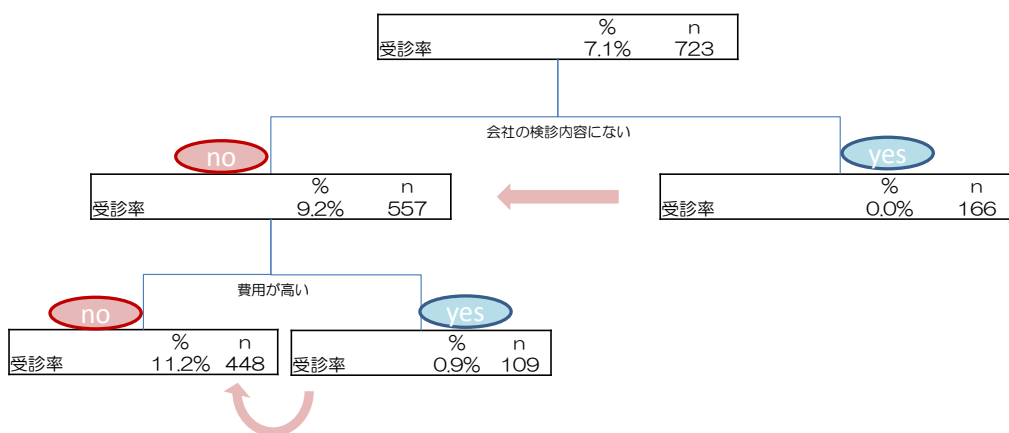 % n
受診率 7.1% 723
会社の検診内容にない
no
yes
% n
受診率 9.2% 557
% n
受診率 0.0% 166
費用が高い
no
yes
% n
受診率 11.2% 448
% n
受診率 0.9% 109